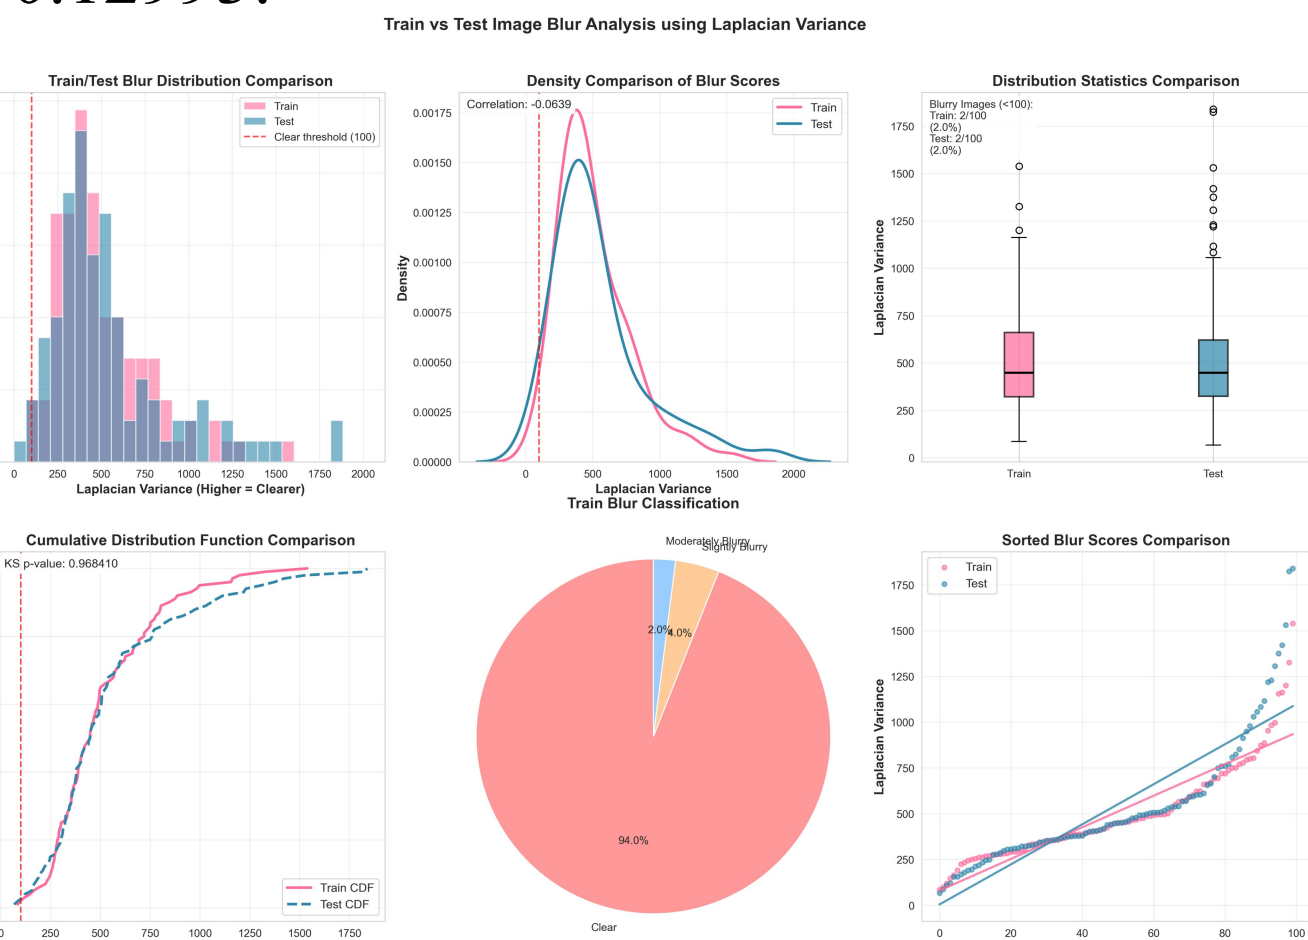 Train vs Test Image Blur Analysis using Laplacian Variance
Train/Test Blur Distribution Comparison
Train
Test
Clear threshold (100)
0 250 500 750 1000 1250 1500 1750 2000
Laplacian Variance (Higher = Clearer)
Density Comparison of Blur Scores
Correlation: -0.0639
Train
Test
0.00175
0.00150
0.00125
0.00100
0.00075
0.00050
0.00025
0.00000
Density
0 500 1000 1500 2000
Laplacian Variance
Distribution Statistics Comparison
Blurry Images (<100):
Train: 2/100
(2.0%)
Test: 2/100
(2.0%)
1750
1500
1250
1000
750
500
250
0
Laplacian Variance
Train Test
Cumulative Distribution Function Comparison
KS p-value: 0.968410
Train CDF
Test CDF
0 250 500 750 1000 1250 1500 1750
Train Blur Classification
Moderately Blurry
Slightly Blurry
2.0%
4.0%
94.0%
Clear
Sorted Blur Scores Comparison
Train
Test
1750
1500
1250
1000
750
500
250
0
Laplacian Variance
0 20 40 60 80 100